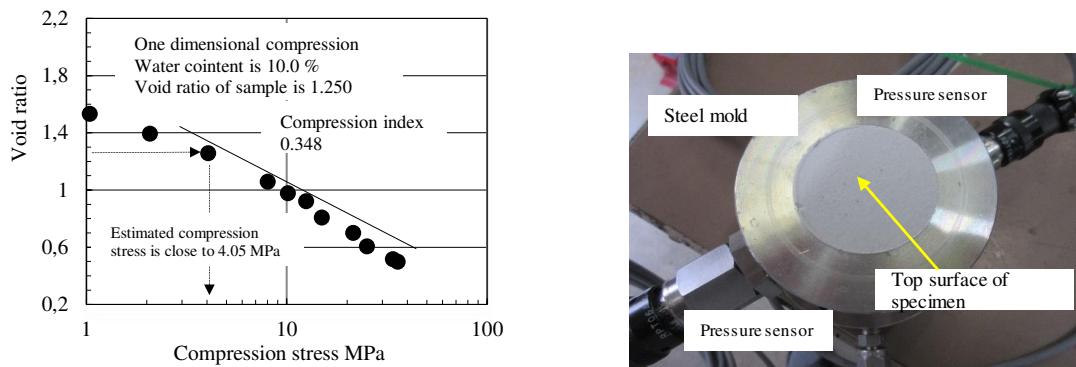 2,2
1,8
1,4
1
0,6
0,2
Void ratio
One dimensional compression
Water cointent is 10.0 %
Void ratio of sample is 1.250
Compression index
0.348
Estimated compression
stress is close to 4.05 MPa
1
10
100
Compression stress MPa
Pressure sensor
Steel mold
Top surface of
specimen
Pressure sensor
RPT06